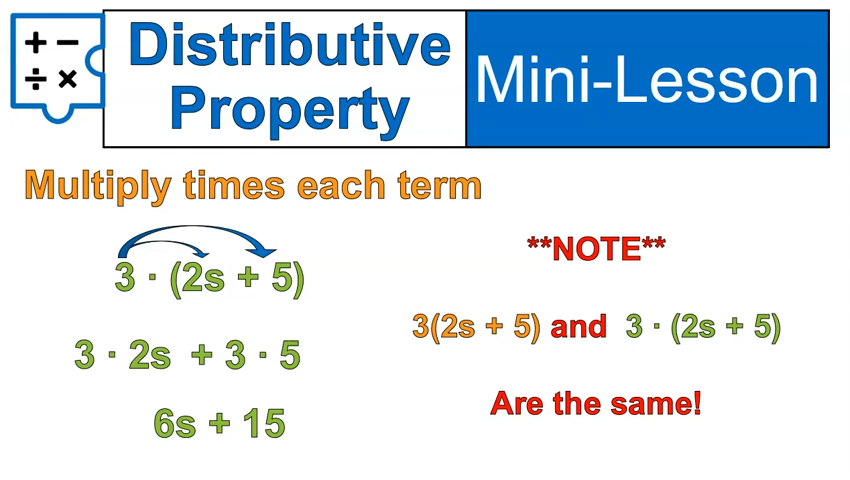 + −
÷ ×
Distributive
Property
Mini-Lesson
Multiply times each term
3 · (2s + 5)
3 · 2s + 3 · 5
6s + 15
**NOTE**
3(2s + 5) and 3 · (2s + 5)
Are the same!